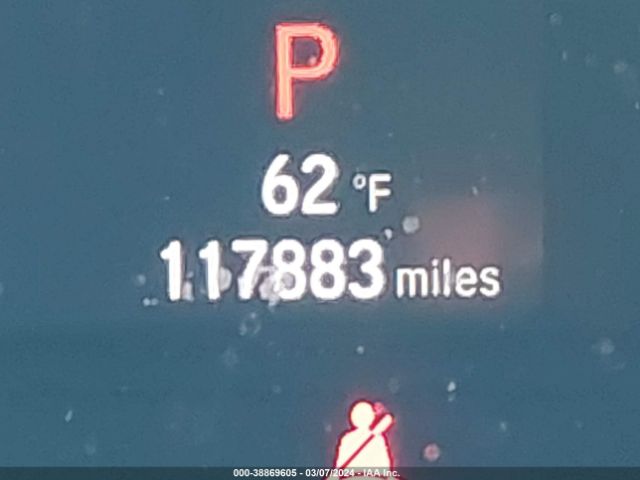 P
62 °F
117883 miles
000-38869605 - 03/07/2024 - IAA Inc.